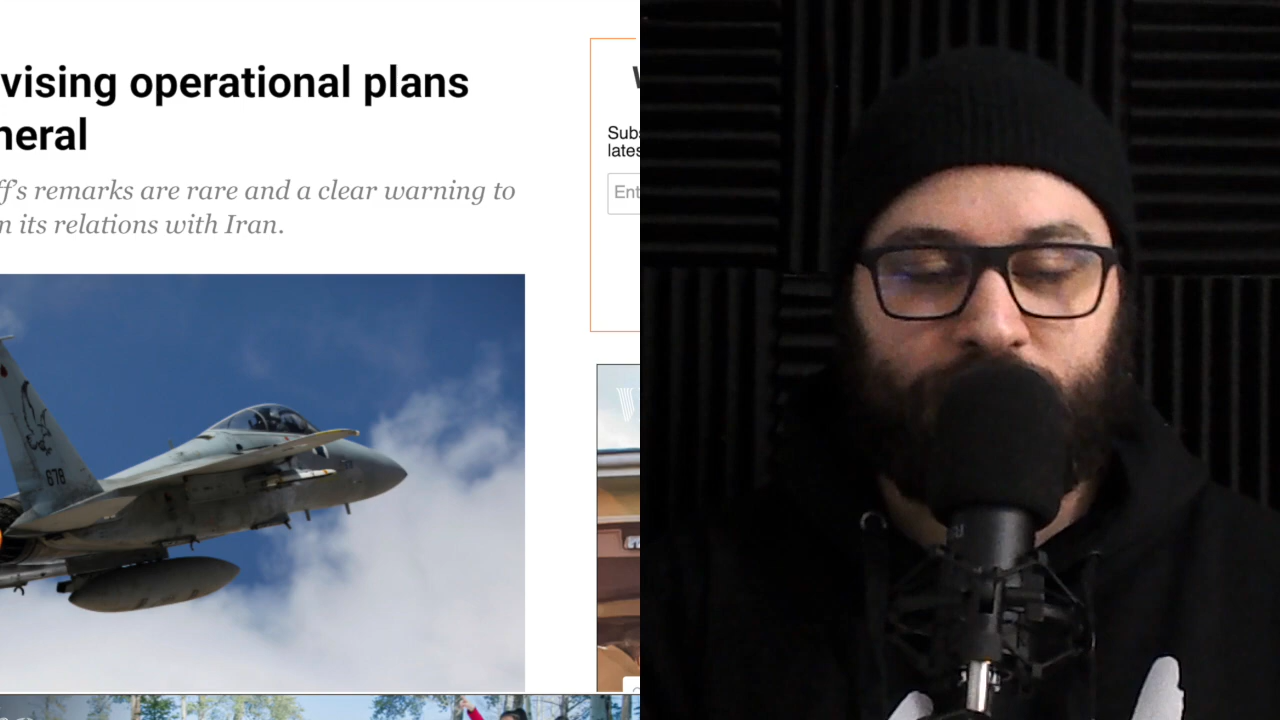 vising operational plans
neral
ff's remarks are rare and a clear warning to
n its relations with Iran.
Subs
lates
Ent
678